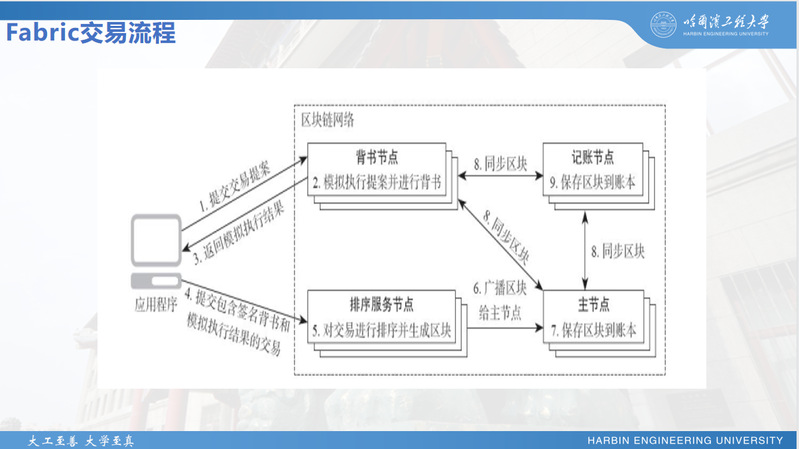 Fabric交易流程
哈尔滨工程大学
HARBIN ENGINEERING UNIVERSITY
区块链网络
背书节点
2. 模拟执行提案并进行背书
8. 同步区块
记账节点
9. 保存区块到账本
1. 提交交易提案
3. 返回模拟执行结果
8. 同步区块
8. 同步区块
应用程序
4. 提交包含签名背书和
模拟执行结果的交易
排序服务节点
5. 对交易进行排序并生成区块
6. 广播区块
给主节点
主节点
7. 保存区块到账本
大工至善 大学至真
HARBIN ENGINEERING UNIVERSITY